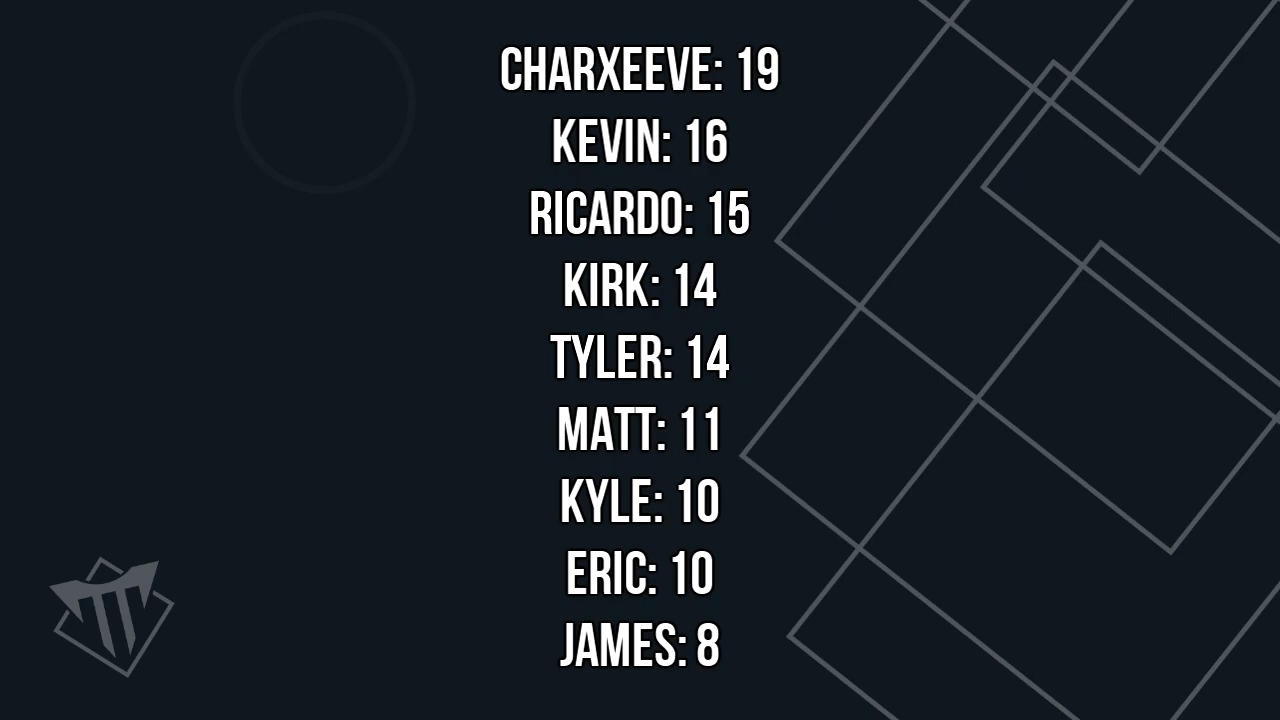 CHARXEEVE: 19
KEVIN: 16
RICARDO: 15
KIRK: 14
TYLER: 14
MATT: 11
KYLE: 10
ERIC: 10
JAMES: 8